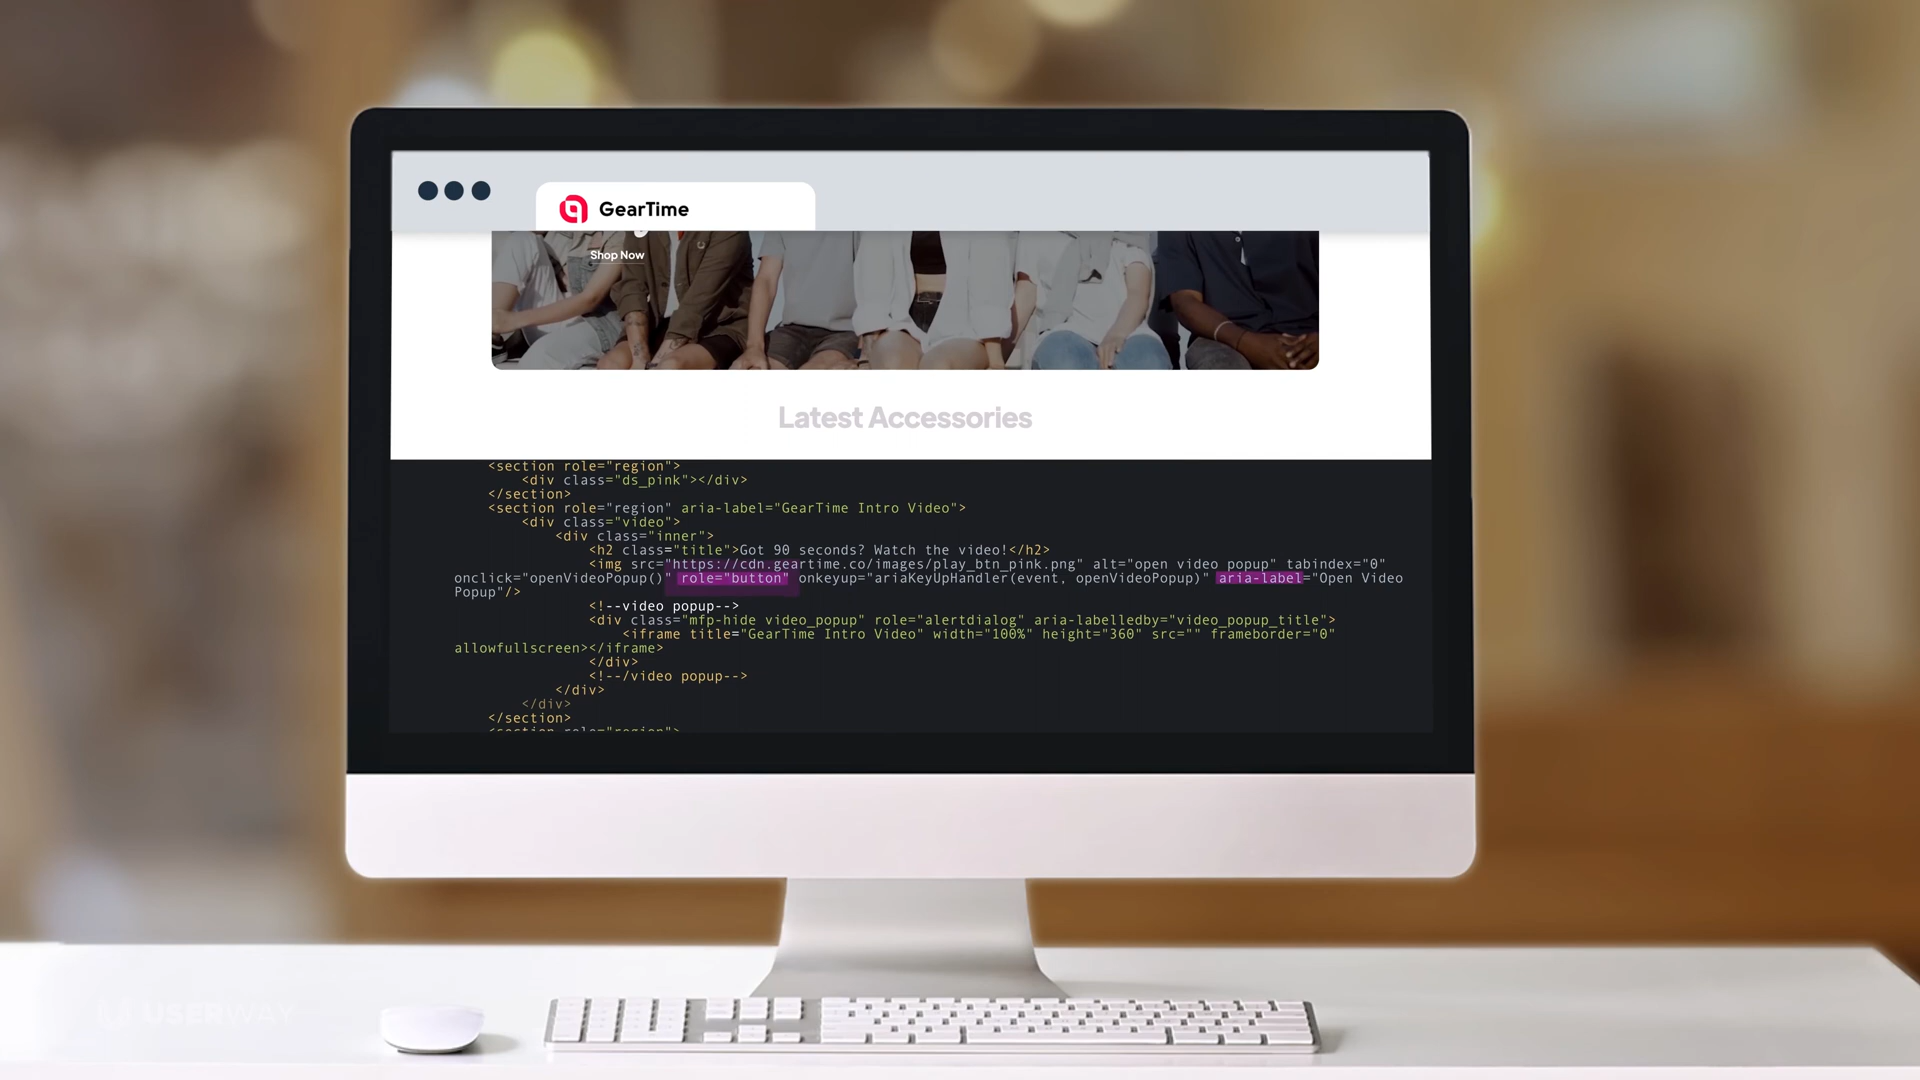 GearTime
Shop Now
Latest Accessories
<section role="region">
<div class="ds_pink"></div>
</section>
<section role="region" aria-label="GearTime Intro Video">
<div class="video">
<div class="inner">
<h2 class="title">Got 90 seconds? Watch the video!</h2>
<img src="https://cdn.geartime.co/images/play_btn_pink.png" alt="open video popup" tabindex="0"
onclick="openVideoPopup()" role="button" onkeyup="ariaKeyUpHandler(event, openVideoPopup)" aria-label="Open Video
Popup"/>
<!--video popup-->
<div class="mfp-hide video_popup" role="alertdialog" aria-labelledby="video_popup_title">
<iframe title="GearTime Intro Video" width="100%" height="360" src="" frameborder="0"
allowfullscreen></iframe>
</div>
<!--/video popup-->
</div>
</div>
</section>
<section role="region">
USERWAY